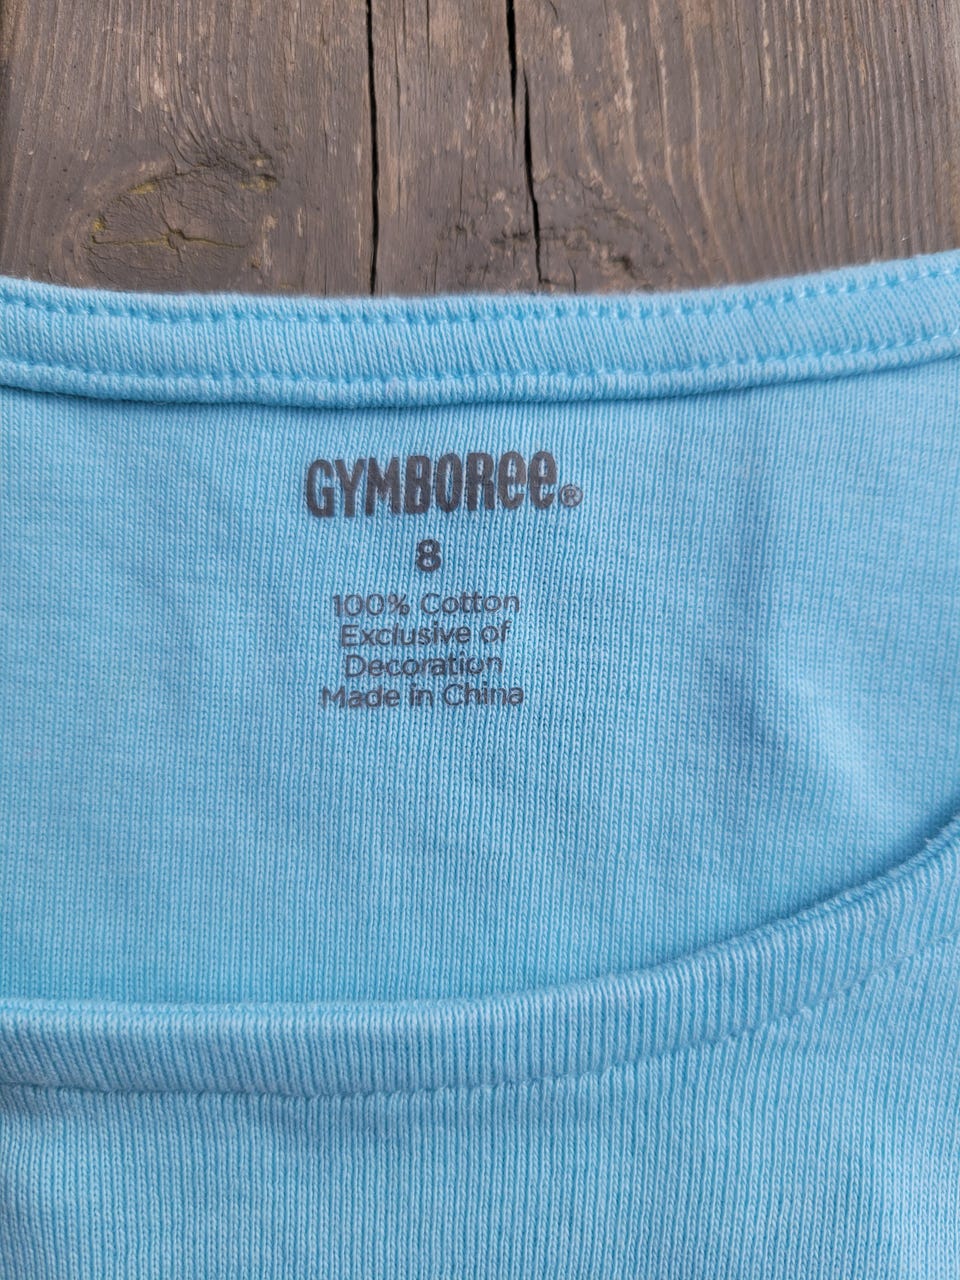 GYMBOREE®
8
100% Cotton
Exclusive of
Decoration
Made in China